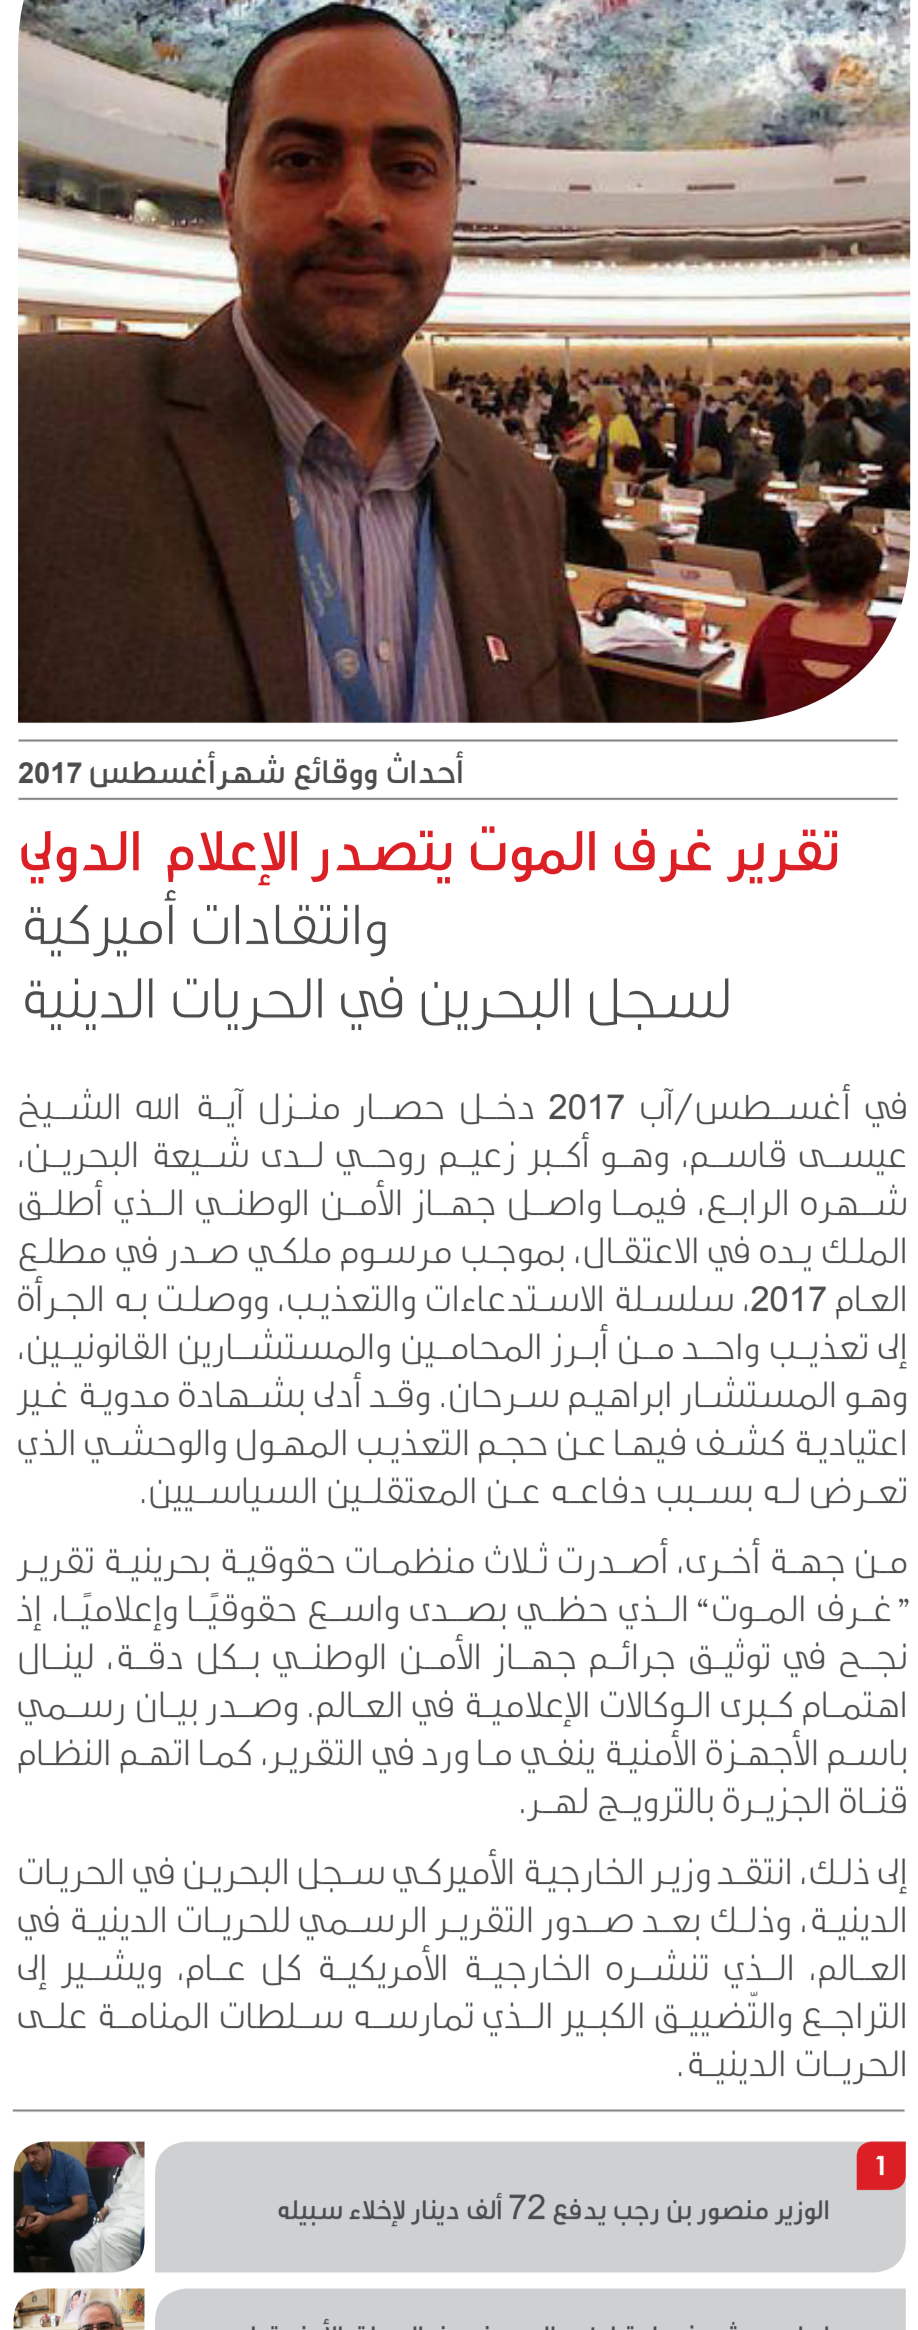 أحداث ووقائع شهر أغسطس 2017
تقرير غرف الموت يتصدر الإعلام الدولي
وانتقادات أميركية
لسجل البحرين في الحريات الدينية
في أغسطس/آب 2017 دخل حصار منزل آية الله الشيخ
عيسى قاسم، وهو أكبر زعيم روحي لدى شيعة البحرين،
شهره الرابع، فيما واصل جهاز الأمن الوطني الذي أطلق
الملك يده في الاعتقال، بموجب مرسوم ملكي صدر في مطلع
العام 2017، سلسلة الاستدعاءات والتعذيب، ووصلت به الجرأة
إلى تعذيب واحد من أبرز المحامين والمستشارين القانونيين،
وهو المستشار ابراهيم سرحان. وقد أدلى بشهادة مدوية غير
اعتيادية كشف فيها عن حجم التعذيب المهول والوحشي الذي
تعرض له بسبب دفاعه عن المعتقلين السياسيين.
من جهة أخرى، أصدرت ثلاث منظمات حقوقية بحرينية تقرير
”غرف الموت“ الذي حظي بصدى واسع حقوقيًا وإعلاميًا، إذ
نجح في توثيق جرائم جهاز الأمن الوطني بكل دقة، لينال
اهتمام كبرى الوكالات الإعلامية في العالم. وصدر بيان رسمي
باسم الأجهزة الأمنية ينفي ما ورد في التقرير، كما اتهم النظام
قناة الجزيرة بالترويج لهر.
إلى ذلك، انتقد وزير الخارجية الأميركي سجل البحرين في الحريات
الدينية، وذلك بعد صدور التقرير الرسمي للحريات الدينية في
العالم، الذي تنشره الخارجية الأمريكية كل عام، ويشير إلى
التراجع والتّضييق الكبير الذي تمارسه سلطات المنامة على
الحريات الدينية.
1
الوزير منصور بن رجب يدفع 72 ألف دينار لإخلاء سبيله